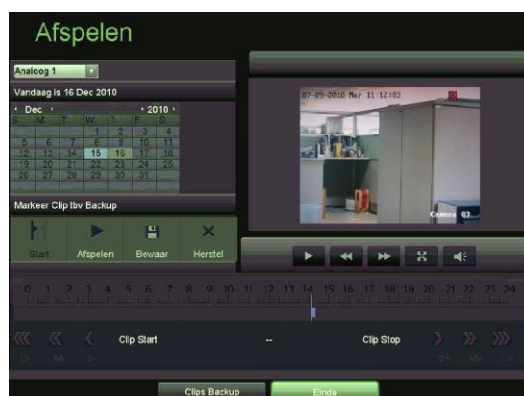 Afspelen
Analoog 1
Vandaag is 16 Dec 2010
Dec 2010
S M T W T F S
1 2 3 4
5 6 7 8 9 10 11
12 13 14 15 16 17 18
19 20 21 22 23 24 25
26 27 28 29 30 31
Markeer Clip tbv Backup
Start Afspelen Bewaar Herstel
07-09-2010 Mar 11:12:03
Camera 03
0 1 2 3 4 5 6 7 8 9 10 11 12 13 14 15 16 17 18 19 20 21 22 23 24
Clip Start -- Clip Stop
U- M- S- S+ M+ U+
Clips Backup Einde